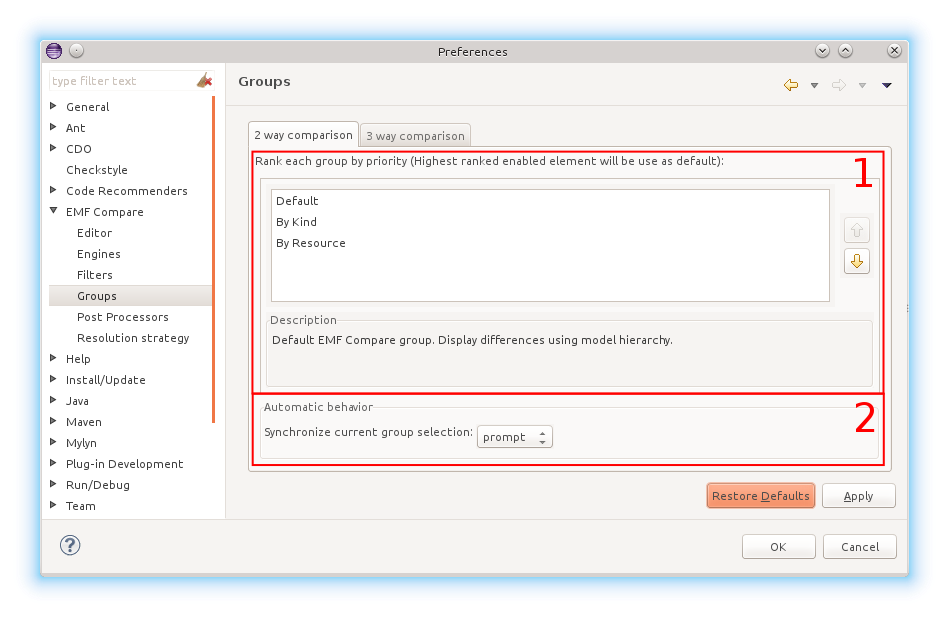 Preferences
type filter text
General
Ant
CDO
Checkstyle
Code Recommenders
EMF Compare
Editor
Engines
Filters
Groups
Post Processors
Resolution strategy
Help
Install/Update
Java
Maven
Mylyn
Plug-in Development
Run/Debug
Team
Groups
2 way comparison
3 way comparison
Rank each group by priority (Highest ranked enabled element will be use as default):
1
Default
By Kind
By Resource
Description
Default EMF Compare group. Display differences using model hierarchy.
Automatic behavior
2
Synchronize current group selection: prompt
Restore Defaults
Apply
?
OK
Cancel